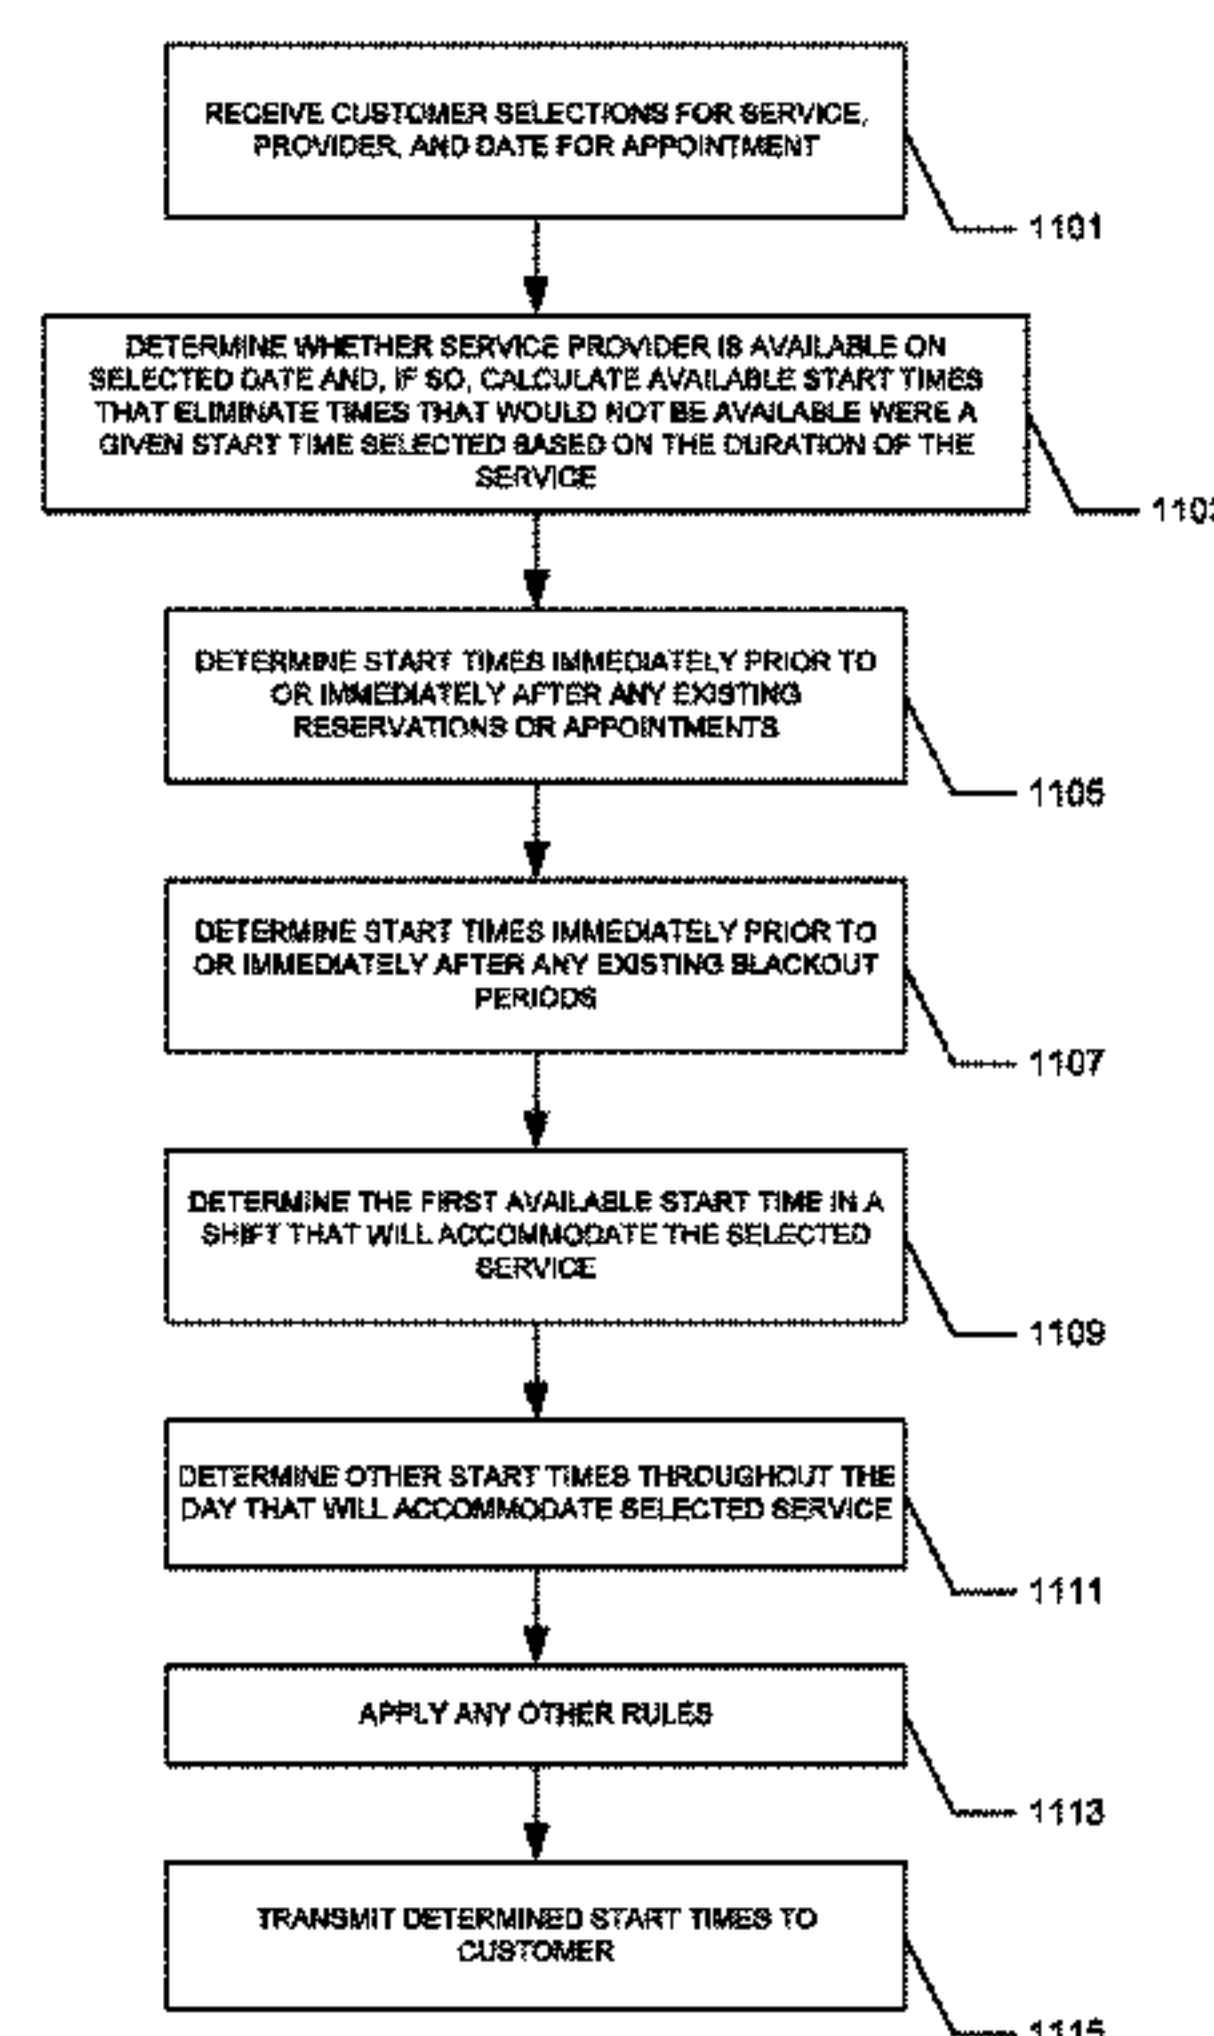 RECEIVE CUSTOMER SELECTIONS FOR SERVICE,
PROVIDER, AND DATE FOR APPOINTMENT
1101
DETERMINE WHETHER SERVICE PROVIDER IS AVAILABLE ON
SELECTED DATE AND, IF SO, CALCULATE AVAILABLE START TIMES
THAT ELIMINATE TIMES THAT WOULD NOT BE AVAILABLE WERE A
GIVEN START TIME SELECTED BASED ON THE DURATION OF THE
SERVICE
1103
DETERMINE START TIMES IMMEDIATELY PRIOR TO
OR IMMEDIATELY AFTER ANY EXISTING
RESERVATIONS OR APPOINTMENTS
1105
DETERMINE START TIMES IMMEDIATELY PRIOR TO
OR IMMEDIATELY AFTER ANY EXISTING BLACKOUT
PERIODS
1107
DETERMINE THE FIRST AVAILABLE START TIME IN A
SHIFT THAT WILL ACCOMMODATE THE SELECTED
SERVICE
1109
DETERMINE OTHER START TIMES THROUGHOUT THE
DAY THAT WILL ACCOMMODATE SELECTED SERVICE
1111
APPLY ANY OTHER RULES
1113
TRANSMIT DETERMINED START TIMES TO
CUSTOMER
1115